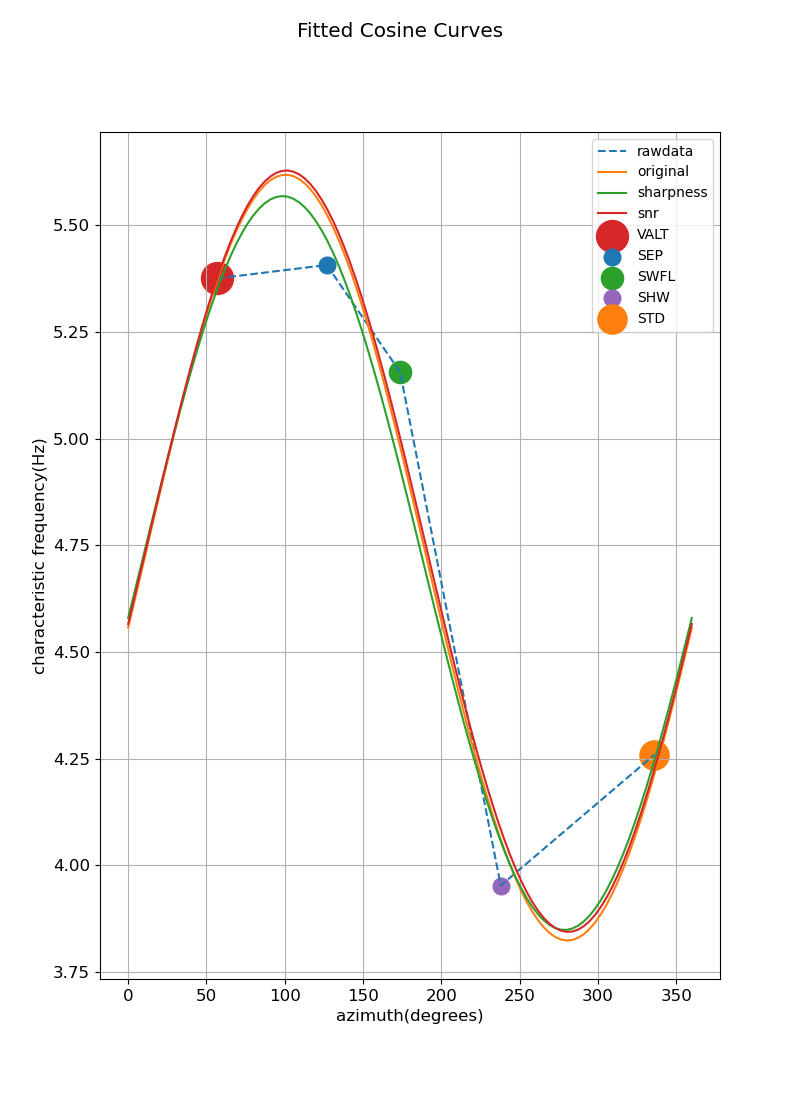 Fitted Cosine Curves
rawdata
original
sharpness
snr
VALT
SEP
SWFL
SHW
STD
5.50
5.25
5.00
4.75
4.50
4.25
4.00
3.75
characteristic frequency(Hz)
0 50 100 150 200 250 300 350
azimuth(degrees)